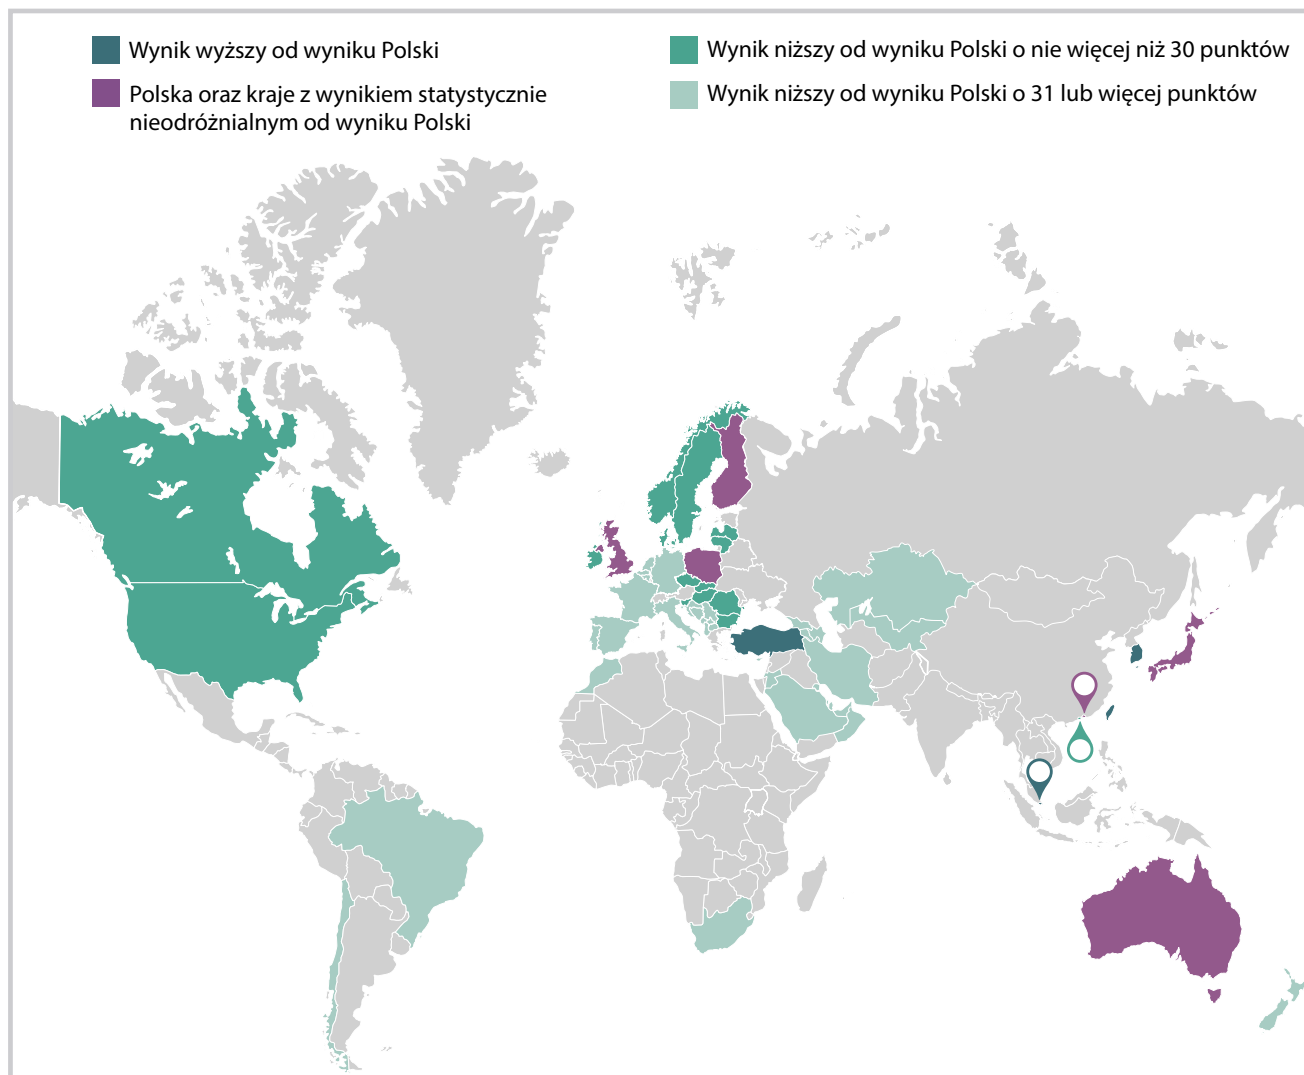 Wynik wyższy od wyniku Polski
Polska oraz kraje z wynikiem statystycznie
nieodróżnialnym od wyniku Polski
Wynik niższy od wyniku Polski o nie więcej niż 30 punktów
Wynik niższy od wyniku Polski o 31 lub więcej punktów